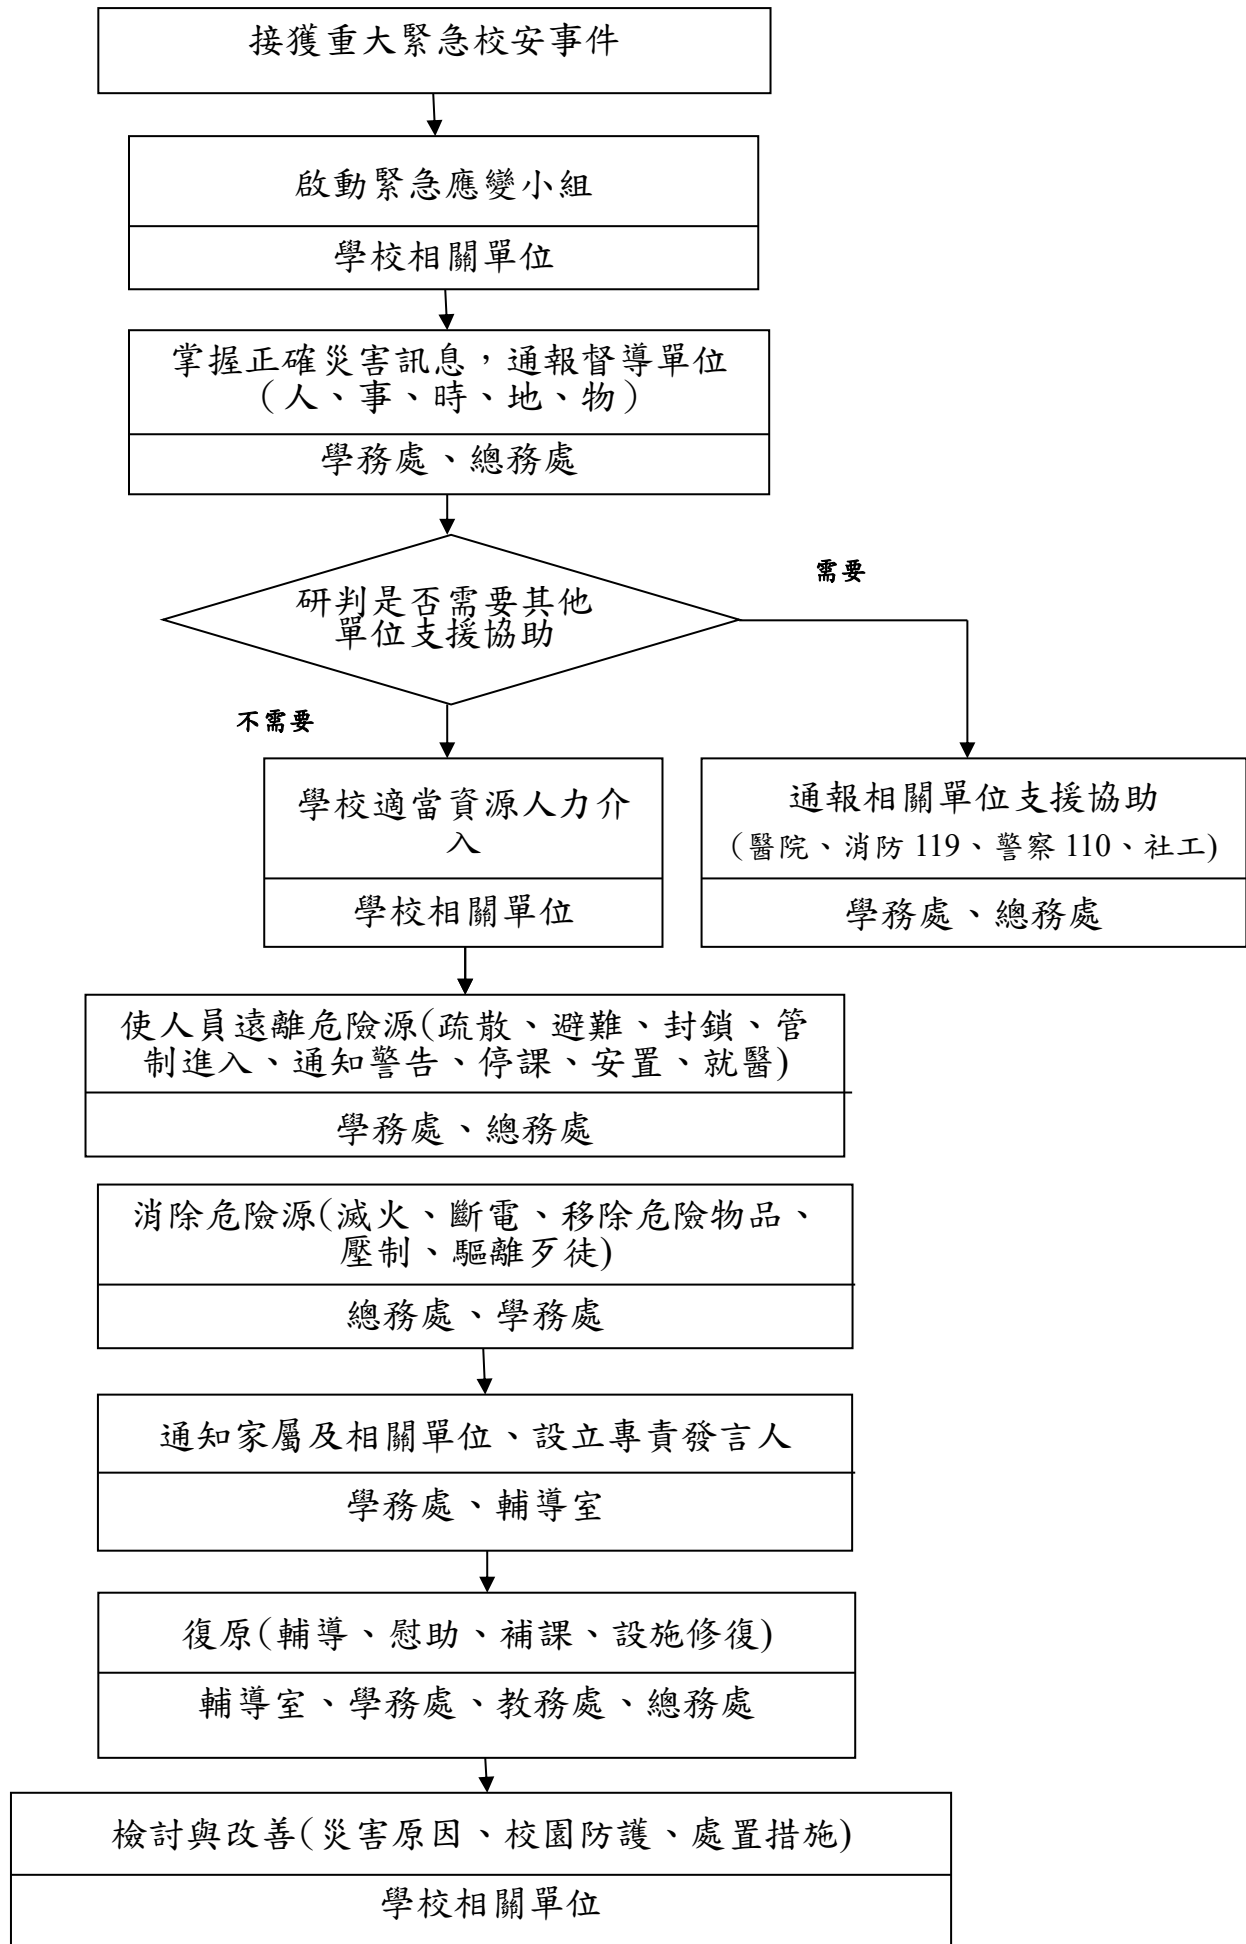 接獲重大緊急校安事件
啟動緊急應變小組
學校相關單位
掌握正確災害訊息，通報督導單位
（人、事、時、地、物）
學務處、總務處
研判是否需要其他
單位支援協助
需要
不需要
學校適當資源人力介
入
學校相關單位
通報相關單位支援協助
（醫院、消防 119、警察 110、社工)
學務處、總務處
使人員遠離危險源(疏散、避難、封鎖、管
制進入、通知警告、停課、安置、就醫)
學務處、總務處
消除危險源(滅火、斷電、移除危險物品、
壓制、驅離歹徒)
總務處、學務處
通知家屬及相關單位、設立專責發言人
學務處、輔導室
復原(輔導、慰助、補課、設施修復)
輔導室、學務處、教務處、總務處
檢討與改善(災害原因、校園防護、處置措施)
學校相關單位